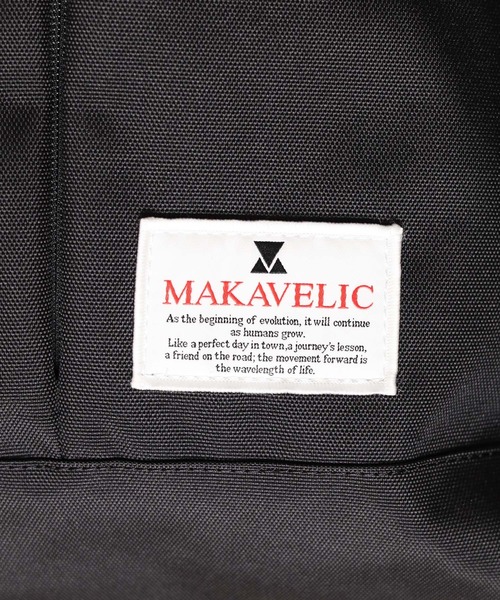 MAKAVELIC
As the beginning of evolution, it will continue
as humans grow.
Like a perfect day in town,a journey's lesson,
a friend on the road; the movement forward is
the wavelength of life.